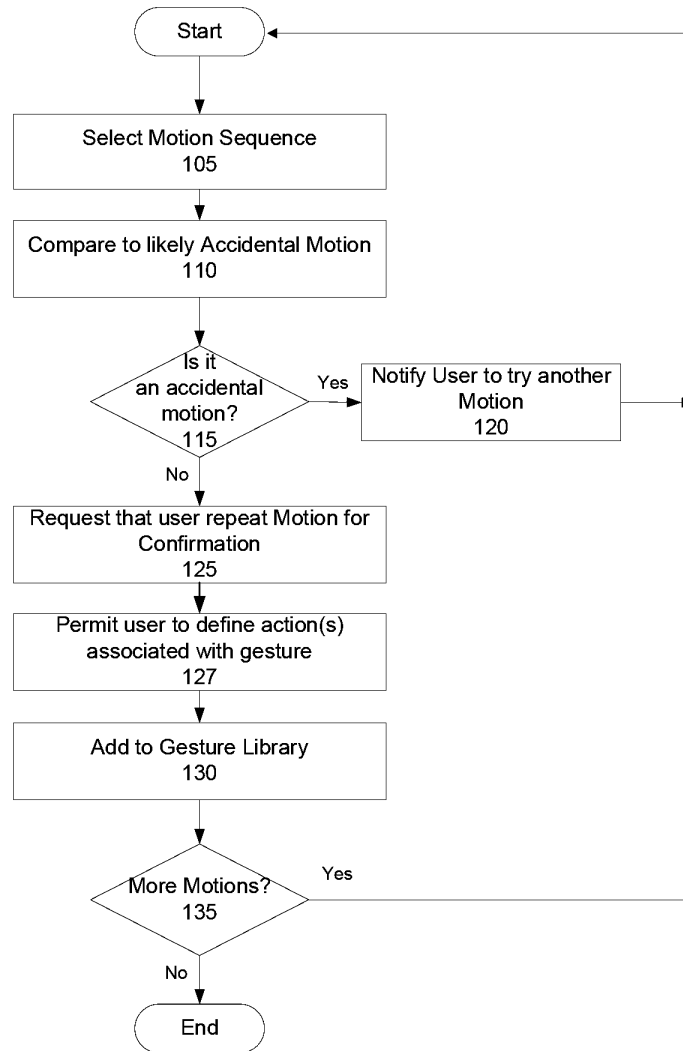 Start
Select Motion Sequence
105
Compare to likely Accidental Motion
110
Is it
an accidental
motion?
115
Yes
Notify User to try another
Motion
120
No
Request that user repeat Motion for
Confirmation
125
Permit user to define action(s)
associated with gesture
127
Add to Gesture Library
130
More Motions?
135
Yes
No
End